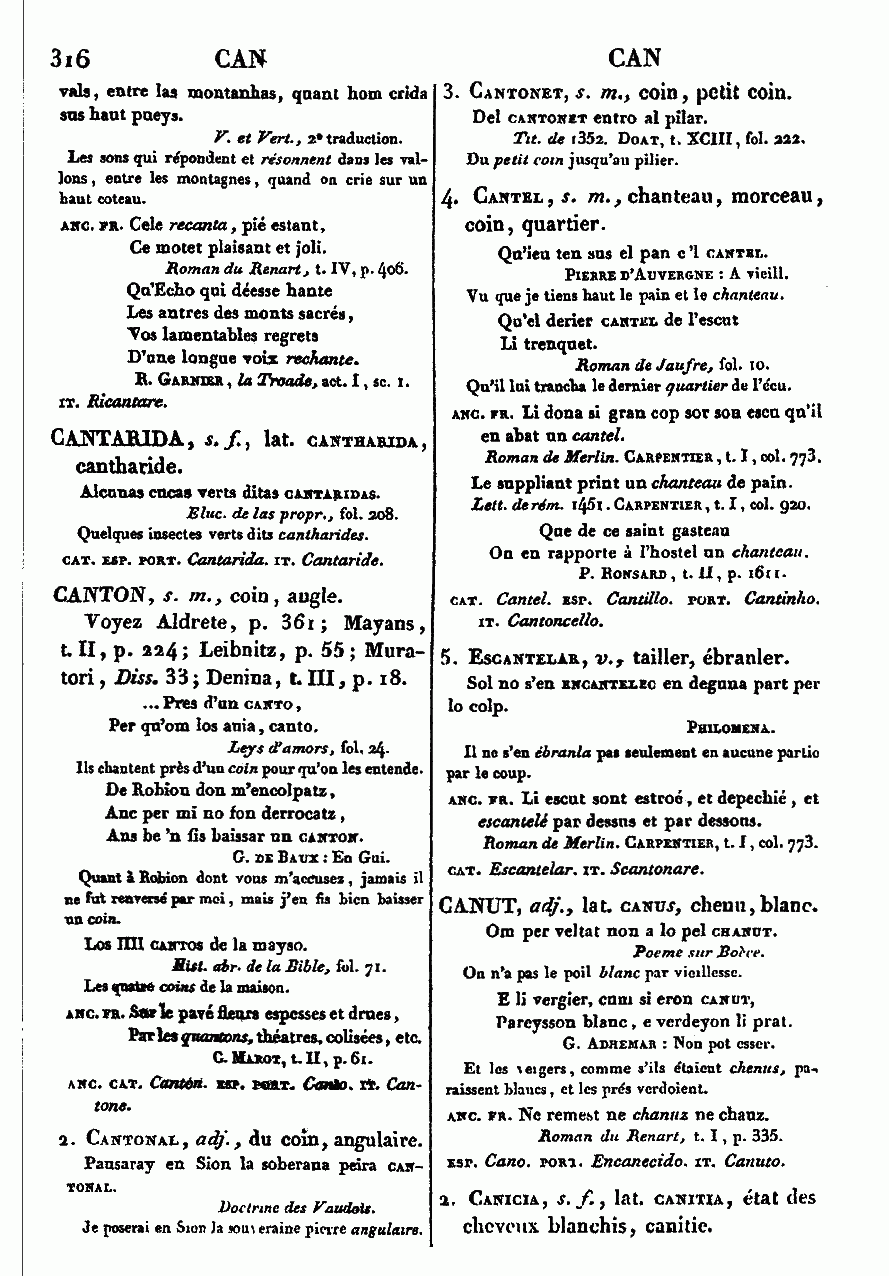 316 CAN CAN
vals, entre las montanhas, quant hom crida
sus haut pueys.
V. et Vert., 2e traduction.
Les sons qui répondent et résonnent dans les val-
lons, entre les montagnes, quand on crie sur un
haut coteau.
ANC. FR. Cele recanta, pié estant,
Ce motet plaisant et joli.
Roman du Renart, t. IV, p. 406.
Qu'Echo qui déesse hante
Les antres des monts sacrés,
Vos lamentables regrets
D'une longue voix rechante.
R. GARNIER, la Troade, act. I, sc. 1.
IT. Ricantare.
CANTARIDA, s. f., lat. CANTHARIDA,
cantharide.
Alcunas cucas verts ditas CANTARIDAS.
Eluc. de las propr., fol. 208.
Quelques insectes verts dits cantharides.
CAT. ESP. PORT. Cantarida. IT. Cantaride.
CANTON, s. m., coin, angle.
Voyez Aldrete, p. 361; Mayans,
t. II, p. 224; Leibnitz, p. 55; Mura-
tori, Diss. 33; Denina, t. III, p. 18.
...Pres d'un CANTO,
Per qu'om los auia, canto.
Leys d'amors, fol. 24.
Ils chantent près d'un coin pour qu'on les entende.
De Robion don m'encolpatz,
Anc per mi no fon derrocatz,
Ans be 'n fis baissar un CANTON.
G. DE BAUX : En Gui.
Quant à Robion dont vous m'accusez, jamais il
ne fut renversé par moi, mais j'en fis bien baisser
un coin.
Los IIII CANTOS de la mayso.
Hist. abr. de la Bible, fol. 71.
Les quatre coins de la maison.
ANC. FR. Sur le pavé fleurs espesses et drues,
Par les quantons, théatres, colisées, etc.
C. MAROT, t. II, p. 61.
ANC. CAT. Cantón. ESP. PORT. Canto. IT. Can-
tone.
2. CANTONAL, adj., du coin, angulaire.
Pausaray en Sion la soberana peira CAN-
TONAL.
Doctrine des Vaudois.
Je poserai en Sion la souveraine pierre angulaire.
3. CANTONET, s. m., coin, petit coin.
Del CANTONET entro al pilar.
Tit. de 1352. DOAT, t. XCIII, fol. 222.
Du petit coin jusqu'au pilier.
4. CANTEL, s. m., chanteau, morceau,
coin, quartier.
Qu'ieu ten sus el pan e 'l CANTEL.
PIERRE D'AUVERGNE : A vieill.
Vu que je tiens haut le pain et le chanteau.
Qu'el derier CANTEL de l'escut
Li trenquet.
Roman de Jaufre, fol. 10.
Qu'il lui trancha le dernier quartier de l'écu.
ANC. FR. Li dona si gran cop sor son escu qu'il
en abat un cantel.
Roman de Merlin. CARPENTIER, t. I, col. 773.
Le suppliant print un chanteau de pain.
Lett. de rém. 1451. CARPENTIER, t. I, col. 920.
Que de ce saint gasteau
On en rapporte à l'hostel un chanteau.
P. RONSARD, t. II, p. 1611.
CAT. Cantel. ESP. Cantillo. PORT. Cantinho.
IT. Cantoncello.
5. ESCANTELAR, v., tailler, ébranler.
Sol no s'en ENCANTELEC en deguna part per
lo colp.
PHILOMENA.
Il ne s'en ébranla pas seulement en aucune partie
par le coup.
ANC. FR. Li escut sont estroé, et depechié, et
escantelé par dessus et par dessous.
Roman de Merlin. CARPENTIER, t. I, col. 773.
CAT. Escantelar. IT. Scantonare.
CANUT, adj., lat. CANUS, chenu, blanc.
Om per veltat non a lo pel CHANUT.
Poeme sur Boèce.
On n'a pas le poil blanc par vieillesse.
E li vergier, cum si eron CANUT,
Pareysson blanc, e verdeyon li prat.
G. ADHEMAR : Non pot esser.
Et les vergers, comme s'ils étaient chenus, pa-
raissent blancs, et les prés verdoient.
ANC. FR. Ne remest ne chanuz ne chauz.
Roman du Renart, t. I, p. 335.
ESP. Cano. PORT. Encanecido. IT. Canuto.
2. CANICIA, s. f., lat. CANITIA, état des
cheveux blanchis, canitie.